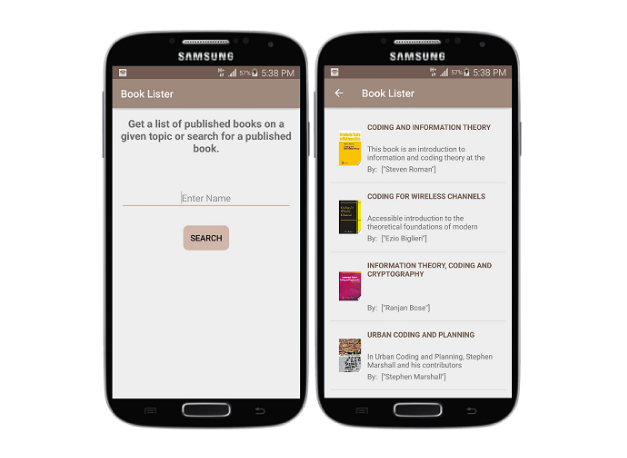 SAMSUNG
57% 5:38 PM
Book Lister
Get a list of published books on a
given topic or search for a published
book.
Enter Name
SEARCH
SAMSUNG
57% 5:38 PM
Book Lister
CODING AND INFORMATION THEORY
This book is an introduction to
information and coding theory at the
By: ["Steven Roman"]
CODING FOR WIRELESS CHANNELS
Accessible introduction to the
theoretical foundations of modern
By: ["Ezio Biglieri"]
INFORMATION THEORY, CODING AND
CRYPTOGRAPHY
By: ["Ranjan Bose"]
URBAN CODING AND PLANNING
In Urban Coding and Planning, Stephen
Marshall and his contributors
By: ["Stephen Marshall"]